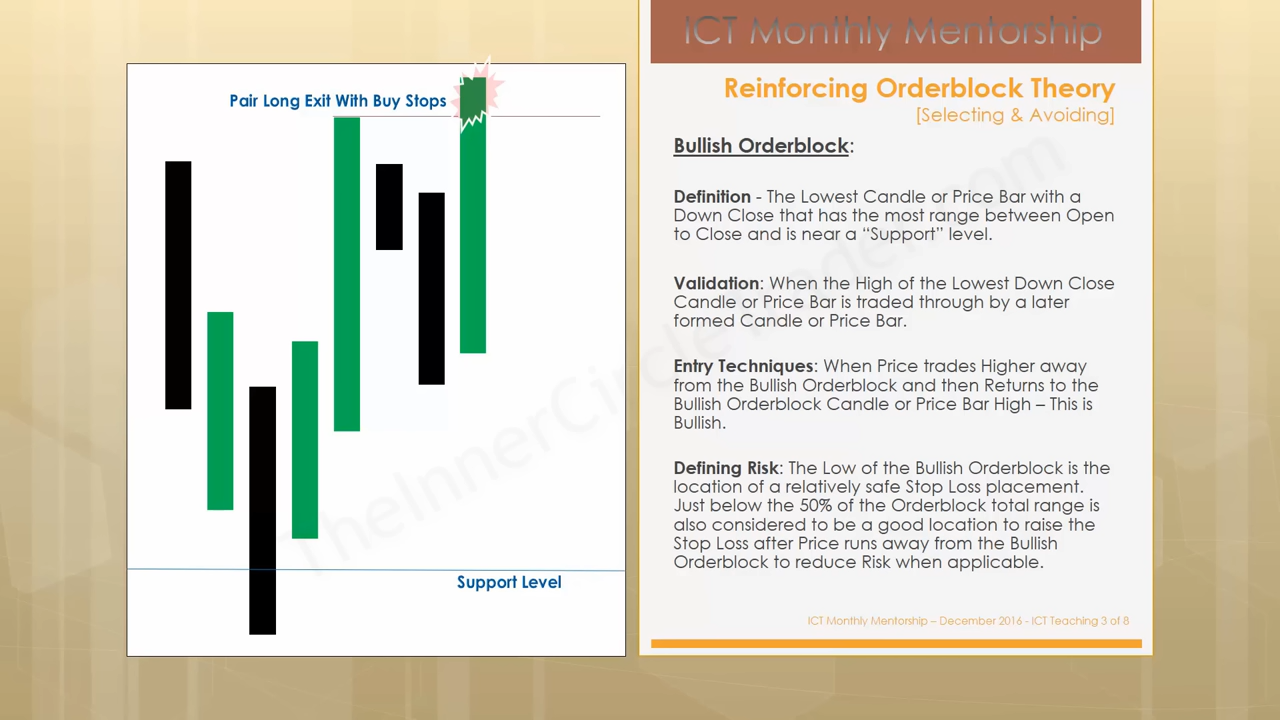 Pair Long Exit With Buy Stops
Support Level
ICT Monthly Mentorship
Reinforcing Orderblock Theory
[Selecting & Avoiding]
Bullish Orderblock:
Definition - The Lowest Candle or Price Bar with a
Down Close that has the most range between Open
to Close and is near a “Support” level.
Validation: When the High of the Lowest Down Close
Candle or Price Bar is traded through by a later
formed Candle or Price Bar.
Entry Techniques: When Price trades Higher away
from the Bullish Orderblock and then Returns to the
Bullish Orderblock Candle or Price Bar High – This is
Bullish.
Defining Risk: The Low of the Bullish Orderblock is the
location of a relatively safe Stop Loss placement.
Just below the 50% of the Orderblock total range is
also considered to be a good location to raise the
Stop Loss after Price runs away from the Bullish
Orderblock to reduce Risk when applicable.
ICT Monthly Mentorship – December 2016 - ICT Teaching 3 of 8
TheInnerCircleTrader.com